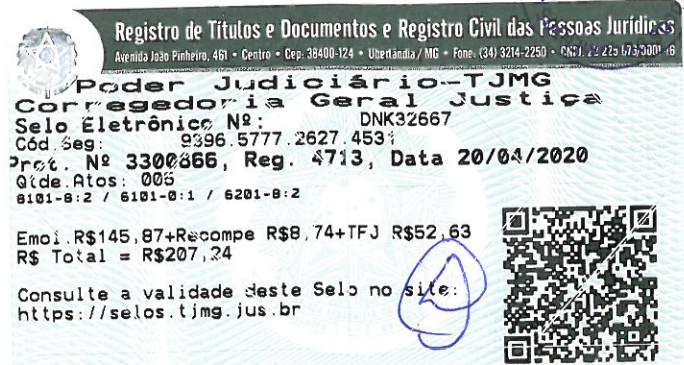 Registro de Títulos e Documentos e Registro Civil das Pessoas Jurídicas
Avenida João Pinheiro, 461 • Centro • Cep: 38400-124 • Uberlândia / MG • Fone: (34) 3214-2250 • CNPJ:
Poder Judiciário-TJMG
Corregedoria Geral Justiça
Selo Eletrônico Nº: DNK32667
Cód.Seg: 9396.5777.2627.4531
Prot. Nº 3300866, Reg. 4713, Data 20/04/2020
Qtde.Atos: 005
8101-8:2 / 6101-0:1 / 6201-8:2
Emol.R$145,87+Recompe R$8,74+TFJ R$52,63
R$ Total = R$207,24
Consulte a validade deste Selo no site:
https://selos.tjmg.jus.br